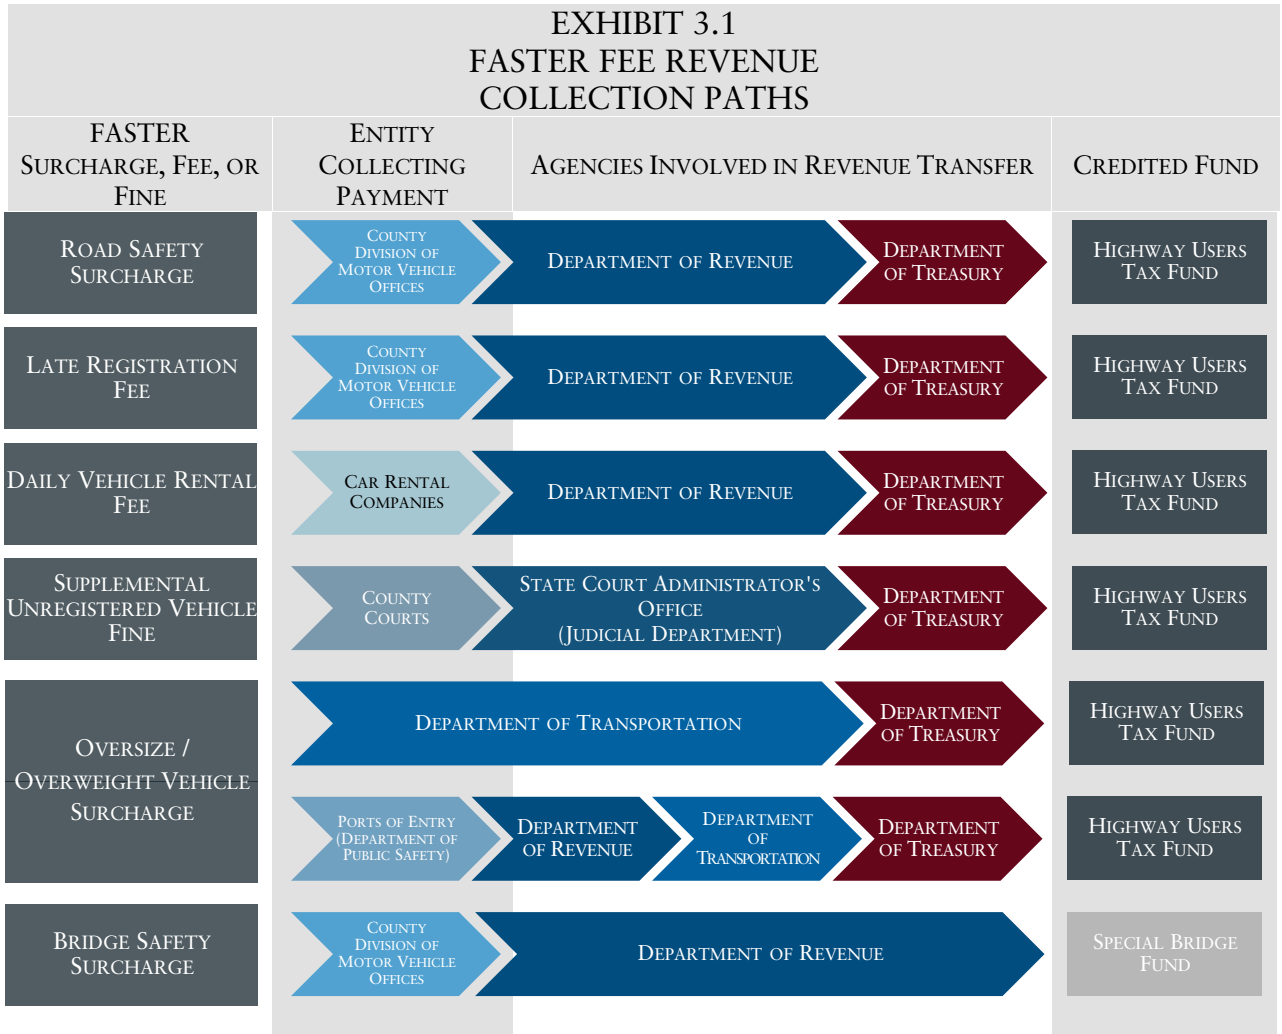 EXHIBIT 3.1
FASTER FEE REVENUE
COLLECTION PATHS
FASTER
SURCHARGE, FEE, OR
FINE
ENTITY
COLLECTING
PAYMENT
AGENCIES INVOLVED IN REVENUE TRANSFER
CREDITED FUND
ROAD SAFETY
SURCHARGE
COUNTY
DIVISION OF
MOTOR VEHICLE
OFFICES
DEPARTMENT OF REVENUE
DEPARTMENT
OF TREASURY
HIGHWAY USERS
TAX FUND
LATE REGISTRATION
FEE
COUNTY
DIVISION OF
MOTOR VEHICLE
OFFICES
DEPARTMENT OF REVENUE
DEPARTMENT
OF TREASURY
HIGHWAY USERS
TAX FUND
DAILY VEHICLE RENTAL
FEE
CAR RENTAL
COMPANIES
DEPARTMENT OF REVENUE
DEPARTMENT
OF TREASURY
HIGHWAY USERS
TAX FUND
SUPPLEMENTAL
UNREGISTERED VEHICLE
FINE
COUNTY
COURTS
STATE COURT ADMINISTRATOR'S
OFFICE
(JUDICIAL DEPARTMENT)
DEPARTMENT
OF TREASURY
HIGHWAY USERS
TAX FUND
OVERSIZE /
OVERWEIGHT VEHICLE
SURCHARGE
DEPARTMENT OF TRANSPORTATION
DEPARTMENT
OF TREASURY
HIGHWAY USERS
TAX FUND
PORTS OF ENTRY
(DEPARTMENT OF
PUBLIC SAFETY)
DEPARTMENT
OF REVENUE
DEPARTMENT
OF
TRANSPORTATION
DEPARTMENT
OF TREASURY
HIGHWAY USERS
TAX FUND
BRIDGE SAFETY
SURCHARGE
COUNTY
DIVISION OF
MOTOR VEHICLE
OFFICES
DEPARTMENT OF REVENUE
SPECIAL BRIDGE
FUND